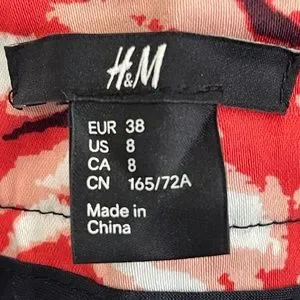 H&M
EUR 38
US 8
CA 8
CN 165/72A
Made in
China